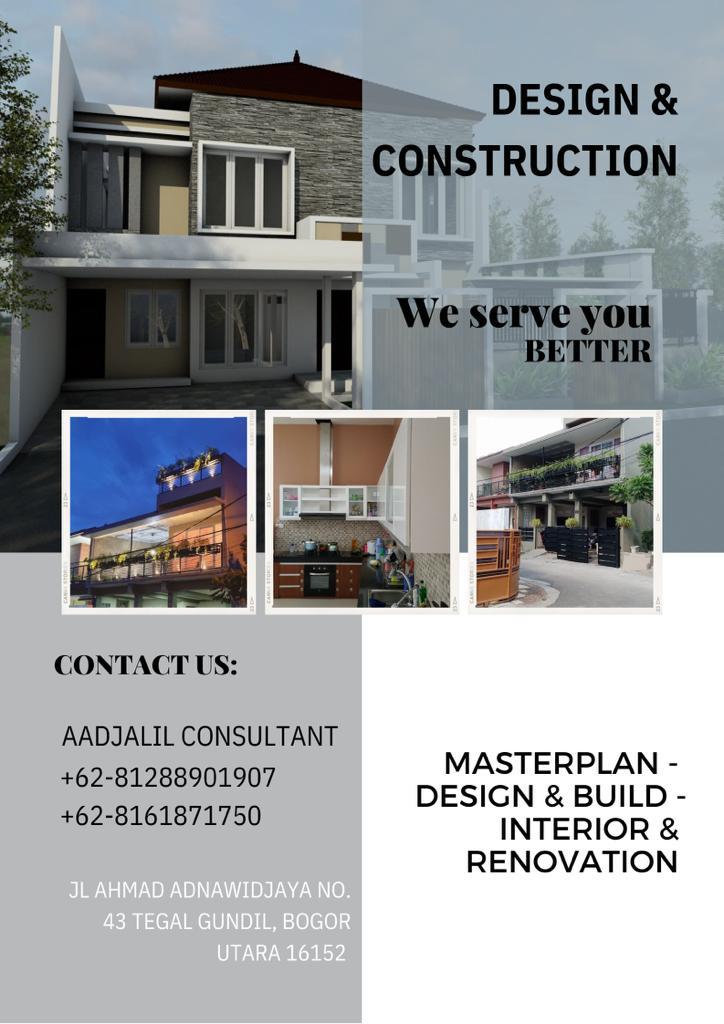 DESIGN &
CONSTRUCTION
We serve you
BETTER
CONTACT US:
AADJALIL CONSULTANT
+62-81288901907
+62-8161871750
JL AHMAD ADNAWIDJAYA NO.
43 TEGAL GUNDIL, BOGOR
UTARA 16152
MASTERPLAN -
DESIGN & BUILD -
INTERIOR &
RENOVATION